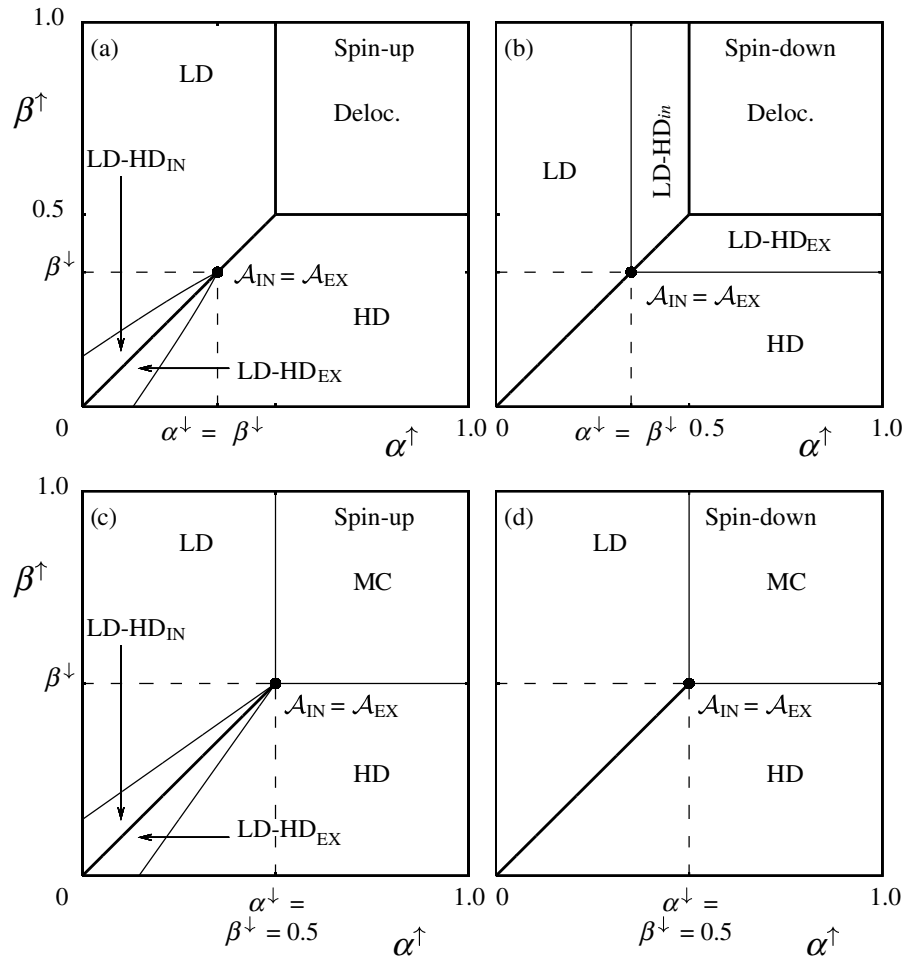 1.0 (a) Spin-up
LD
β↑ Deloc.
LD-HD_IN
0.5
β↓ 𝒜_IN = 𝒜_EX
HD
LD-HD_EX
0 α↓ = β↓ α↑ 1.0
(b) Spin-down
Deloc.
LD LD-HD_in
LD-HD_EX
𝒜_IN = 𝒜_EX
HD
0 α↓ = β↓ 0.5 α↑ 1.0
1.0 (c) Spin-up
LD
β↑ MC
LD-HD_IN
β↓ 𝒜_IN = 𝒜_EX
HD
LD-HD_EX
0 α↓ = 1.0
β↓ = 0.5 α↑
(d) Spin-down
LD
MC
𝒜_IN = 𝒜_EX
HD
0 α↓ = 1.0
β↓ = 0.5 α↑